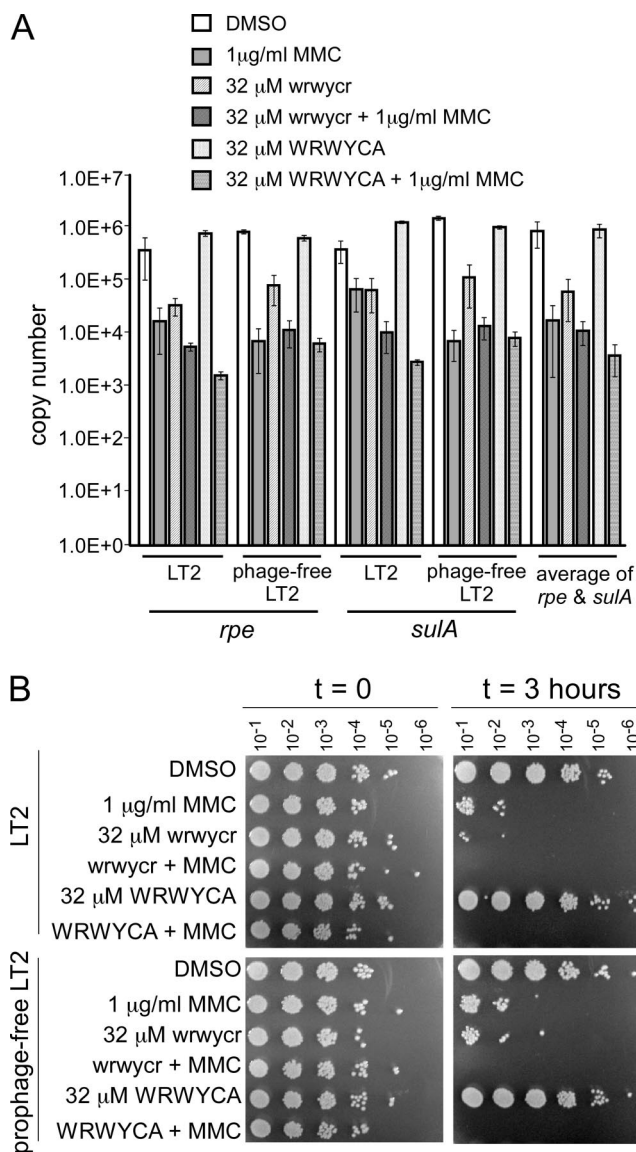 A
DMSO
1μg/ml MMC
32 μM wrwycr
32 μM wrwycr + 1μg/ml MMC
32 μM WRWYCA
32 μM WRWYCA + 1μg/ml MMC
copy number
1.0E+7
1.0E+6
1.0E+5
1.0E+4
1.0E+3
1.0E+2
1.0E+1
1.0E+0
LT2
phage-free
LT2
LT2
phage-free
LT2
average of
rpe & sulA
rpe
sulA
B
t = 0
t = 3 hours
10-1 10-2 10-3 10-4 10-5 10-6
10-1 10-2 10-3 10-4 10-5 10-6
LT2
DMSO
1 μg/ml MMC
32 μM wrwycr
wrwycr + MMC
32 μM WRWYCA
WRWYCA + MMC
prophage-free LT2
DMSO
1 μg/ml MMC
32 μM wrwycr
wrwycr + MMC
32 μM WRWYCA
WRWYCA + MMC